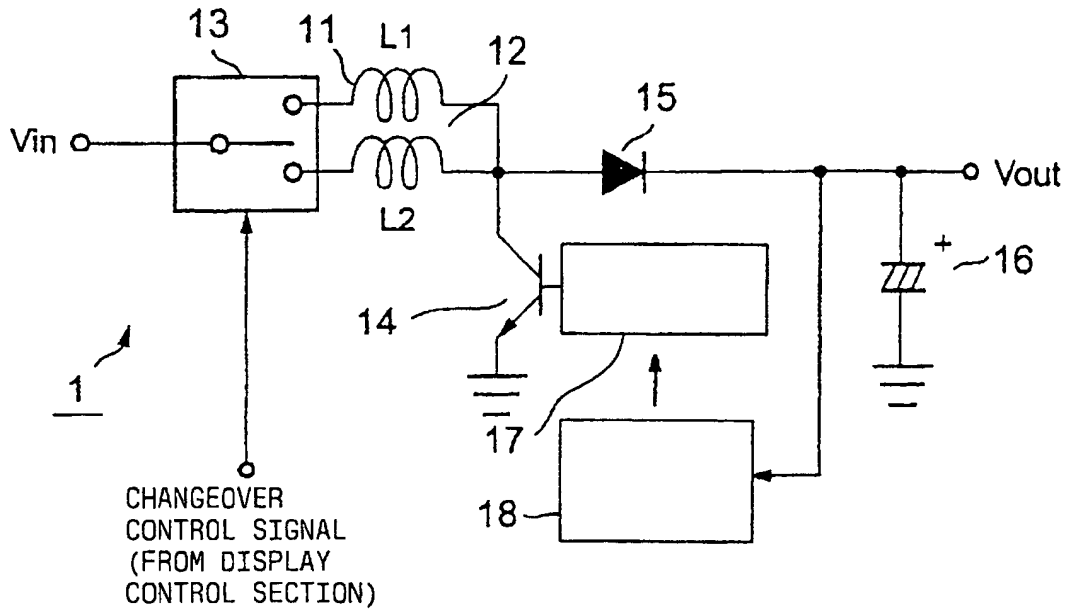 13
11
L1
12
15
Vin
Vout
L2
+
16
14
1
17
18
CHANGEOVER
CONTROL SIGNAL
(FROM DISPLAY
CONTROL SECTION)